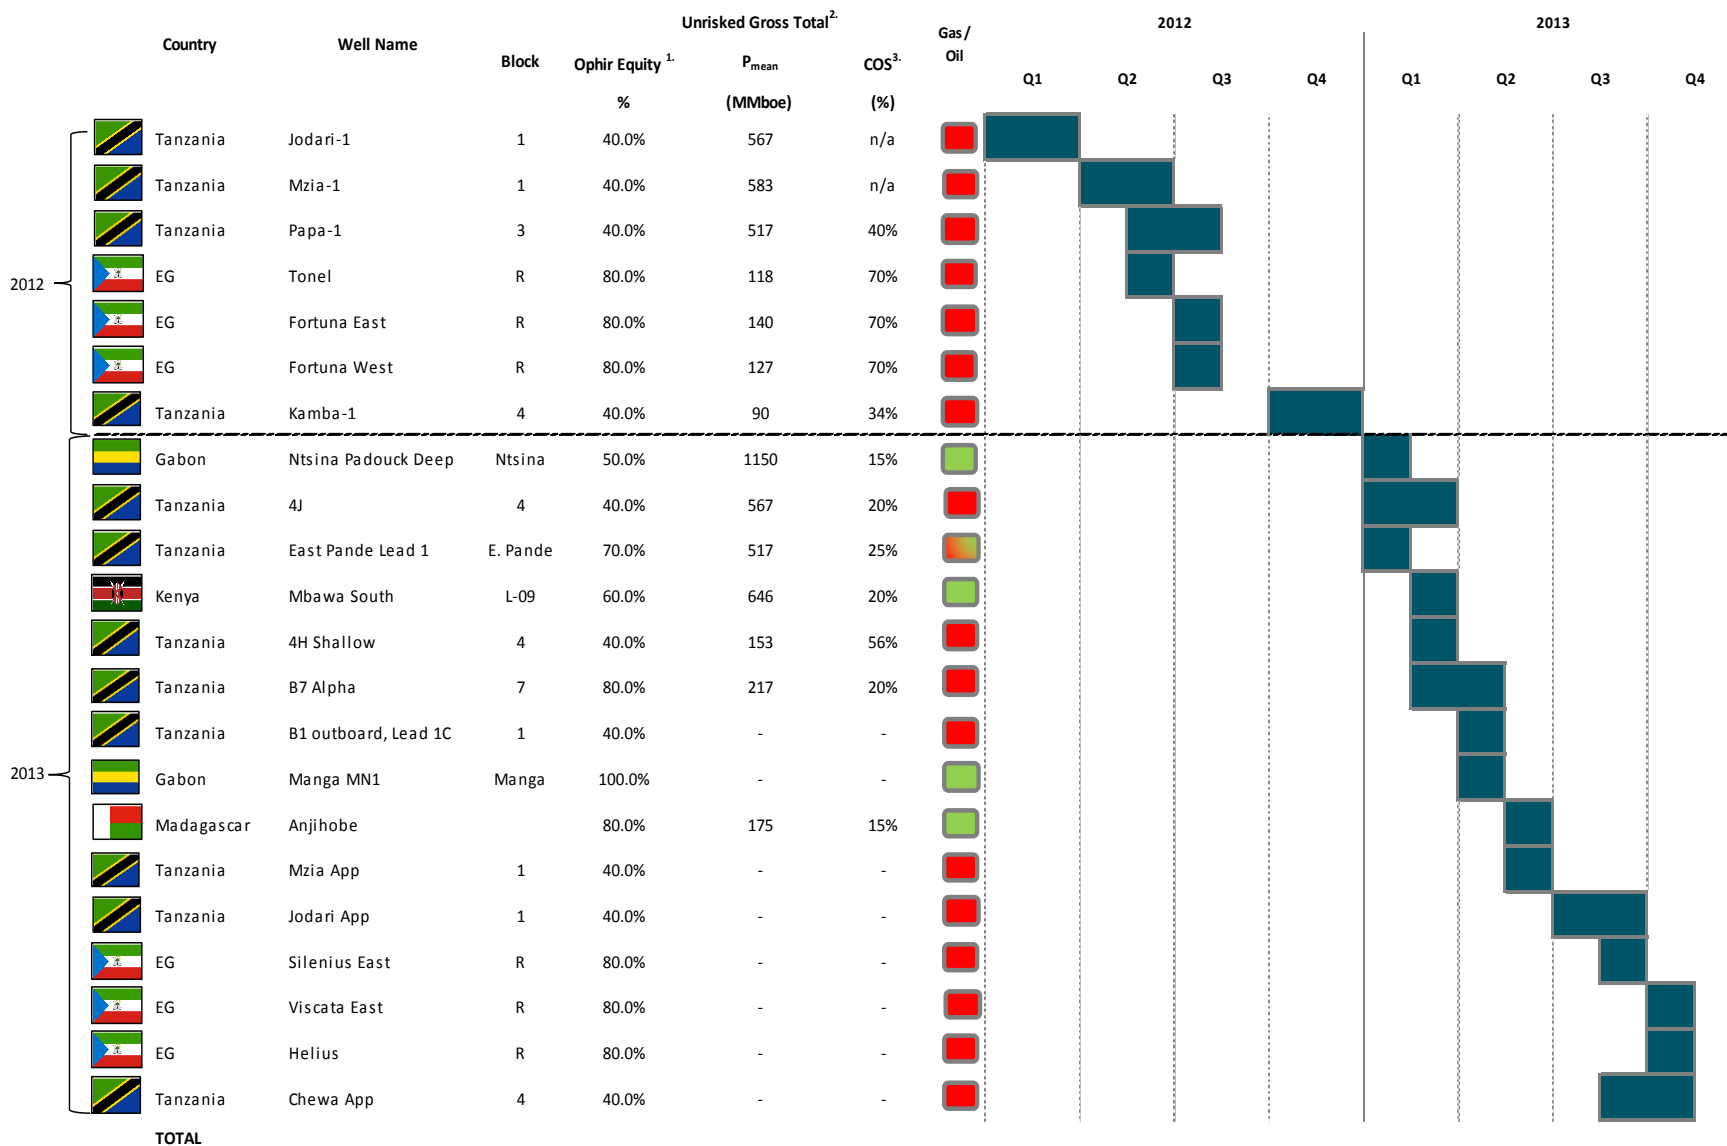 Unrisked Gross Total2.
2012 2013
Country Well Name Block Ophir Equity 1. Pmean COS3. Gas/
Oil
Q1 Q2 Q3 Q4 Q1 Q2 Q3 Q4
% (MMboe) (%)
Tanzania Jodari-1 1 40.0% 567 n/a
Tanzania Mzia-1 1 40.0% 583 n/a
Tanzania Papa-1 3 40.0% 517 40%
2012 EG Tonel R 80.0% 118 70%
EG Fortuna East R 80.0% 140 70%
EG Fortuna West R 80.0% 127 70%
Tanzania Kamba-1 4 40.0% 90 34%
Gabon Ntsina Padouck Deep Ntsina 50.0% 1150 15%
Tanzania 4J 4 40.0% 567 20%
Tanzania East Pande Lead 1 E. Pande 70.0% 517 25%
Kenya Mbawa South L-09 60.0% 646 20%
Tanzania 4H Shallow 4 40.0% 153 56%
Tanzania B7 Alpha 7 80.0% 217 20%
Tanzania B1 outboard, Lead 1C 1 40.0% - -
2013 Gabon Manga MN1 Manga 100.0% - -
Madagascar Anjihobe 80.0% 175 15%
Tanzania Mzia App 1 40.0% - -
Tanzania Jodari App 1 40.0% - -
EG Silenius East R 80.0% - -
EG Viscata East R 80.0% - -
EG Helius R 80.0% - -
Tanzania Chewa App 4 40.0% - -
TOTAL